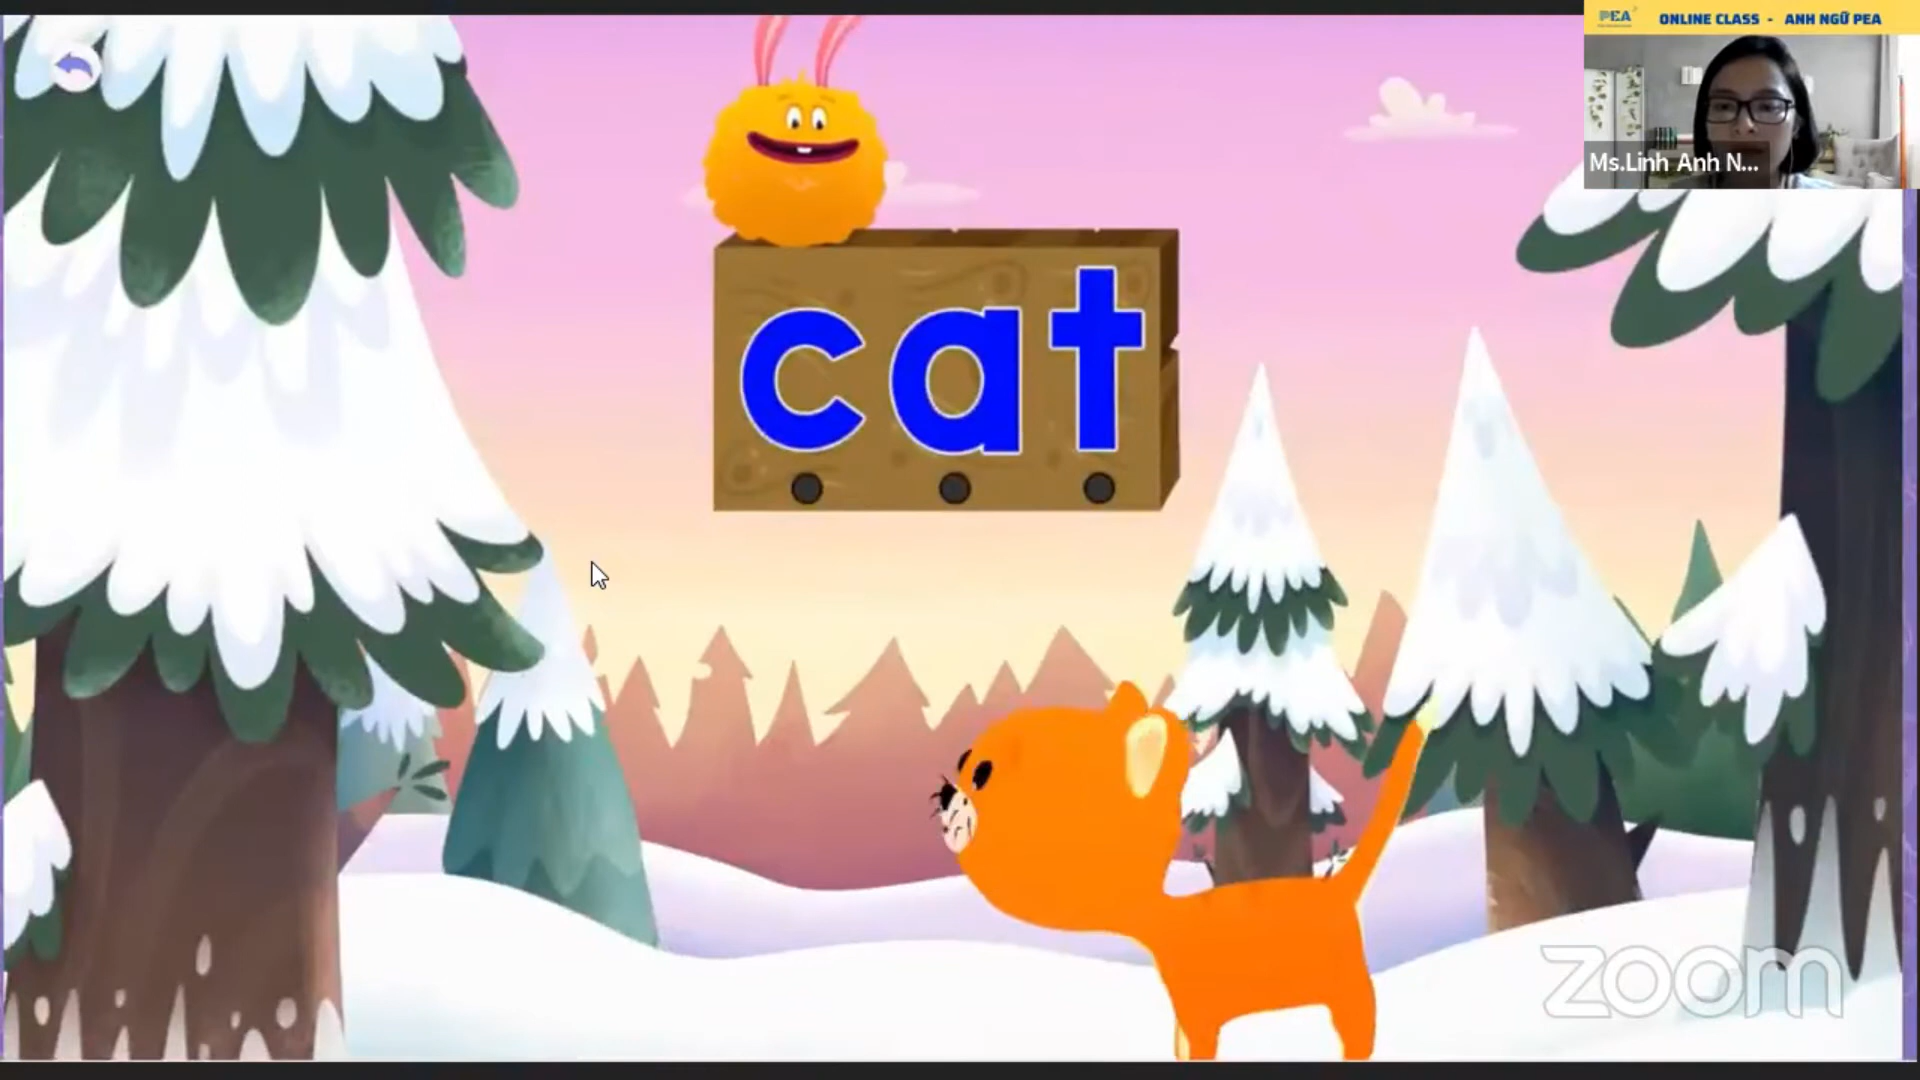 PEA
ONLINE CLASS - ANH NGỮ PEA
Ms.Linh Anh N...
cat
zoom